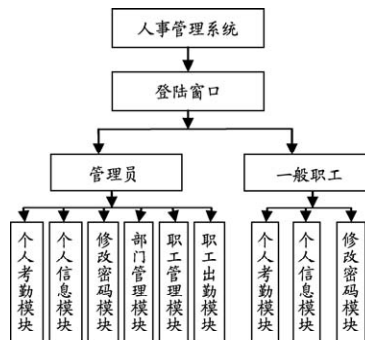 人事管理系统
登陆窗口
管理员
一般职工
个人考勤模块
个人信息模块
修改密码模块
部门管理模块
职工管理模块
职工出勤模块
个人考勤模块
个人信息模块
修改密码模块